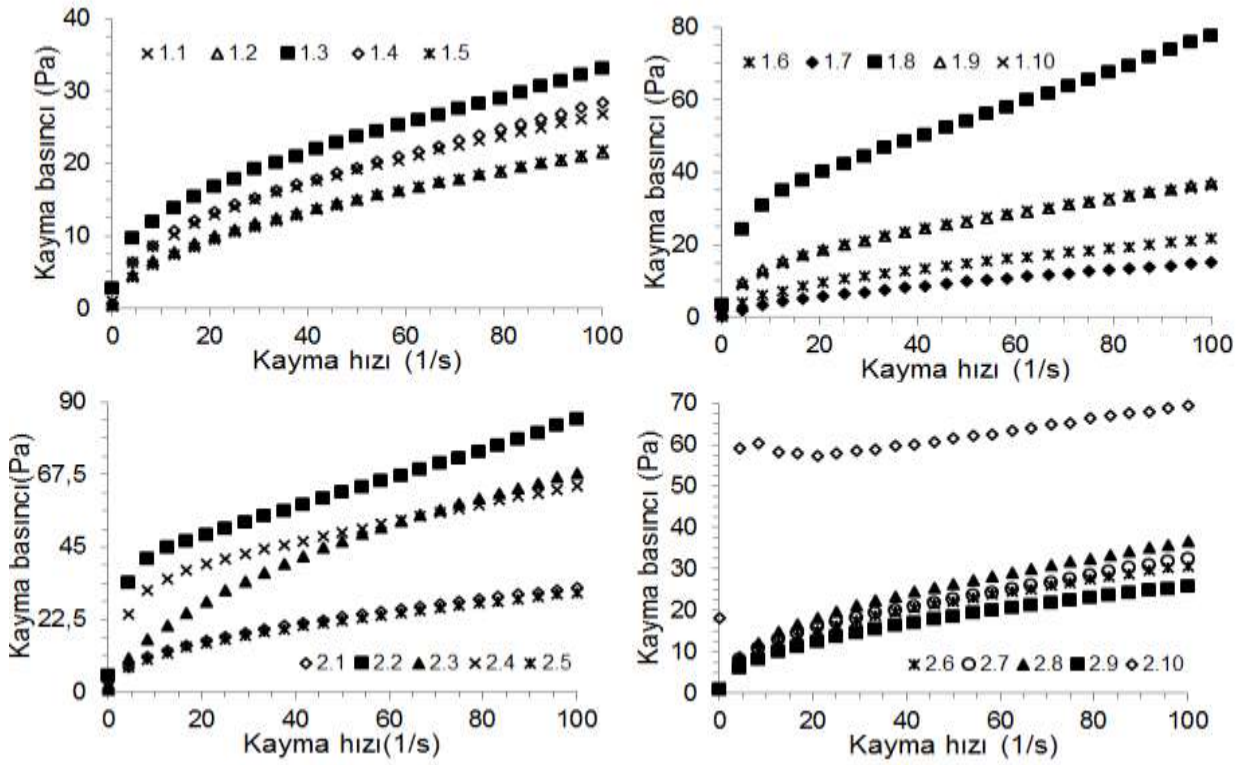 Kayma basıncı (Pa)
40
30
20
10
0
× 1.1 △ 1.2 ■ 1.3 ◇ 1.4 ж 1.5
0 20 40 60 80 100
Kayma hızı (1/s)
Kayma basıncı (Pa)
80
60
40
20
0
ж 1.6 ◆ 1.7 ■ 1.8 △ 1.9 × 1.10
0 20 40 60 80 100
Kayma hızı (1/s)
Kayma basıncı(Pa)
90
67,5
45
22,5
0
◇ 2.1 ■ 2.2 ▲ 2.3 × 2.4 ж 2.5
0 20 40 60 80 100
Kayma hızı(1/s)
Kayma basıncı (Pa)
70
60
50
40
30
20
10
0
ж 2.6 ○ 2.7 ▲ 2.8 ■ 2.9 ◇ 2.10
0 20 40 60 80 100
Kayma hızı (1/s)